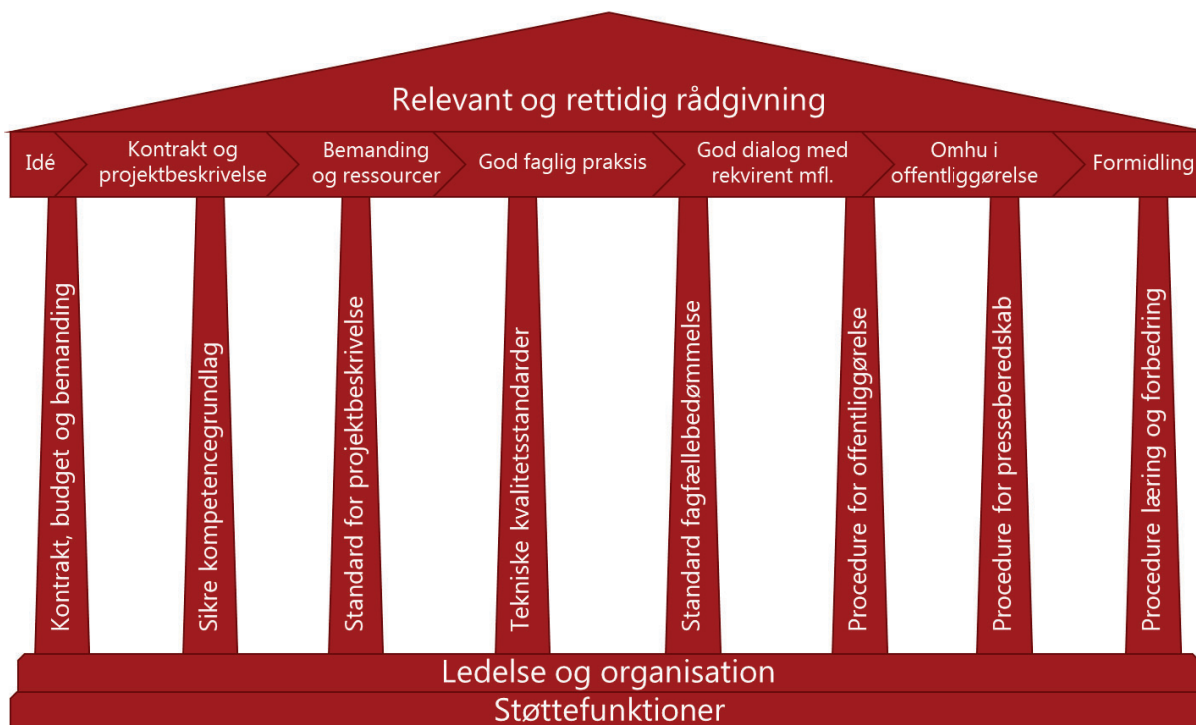 Relevant og rettidig rådgivning
Idé
Kontrakt og
projektbeskrivelse
Bemanding
og ressourcer
God faglig praksis
God dialog med
rekvirent mfl.
Omhu i
offentliggørelse
Formidling
Kontrakt, budget og bemanding
Sikre kompetencegrundlag
Standard for projektbeskrivelse
Tekniske kvalitetsstandarder
Standard fagfællebedømmelse
Procedure for offentliggørelse
Procedure for presseberedskab
Procedure læring og forbedring
Ledelse og organisation
Støttefunktioner